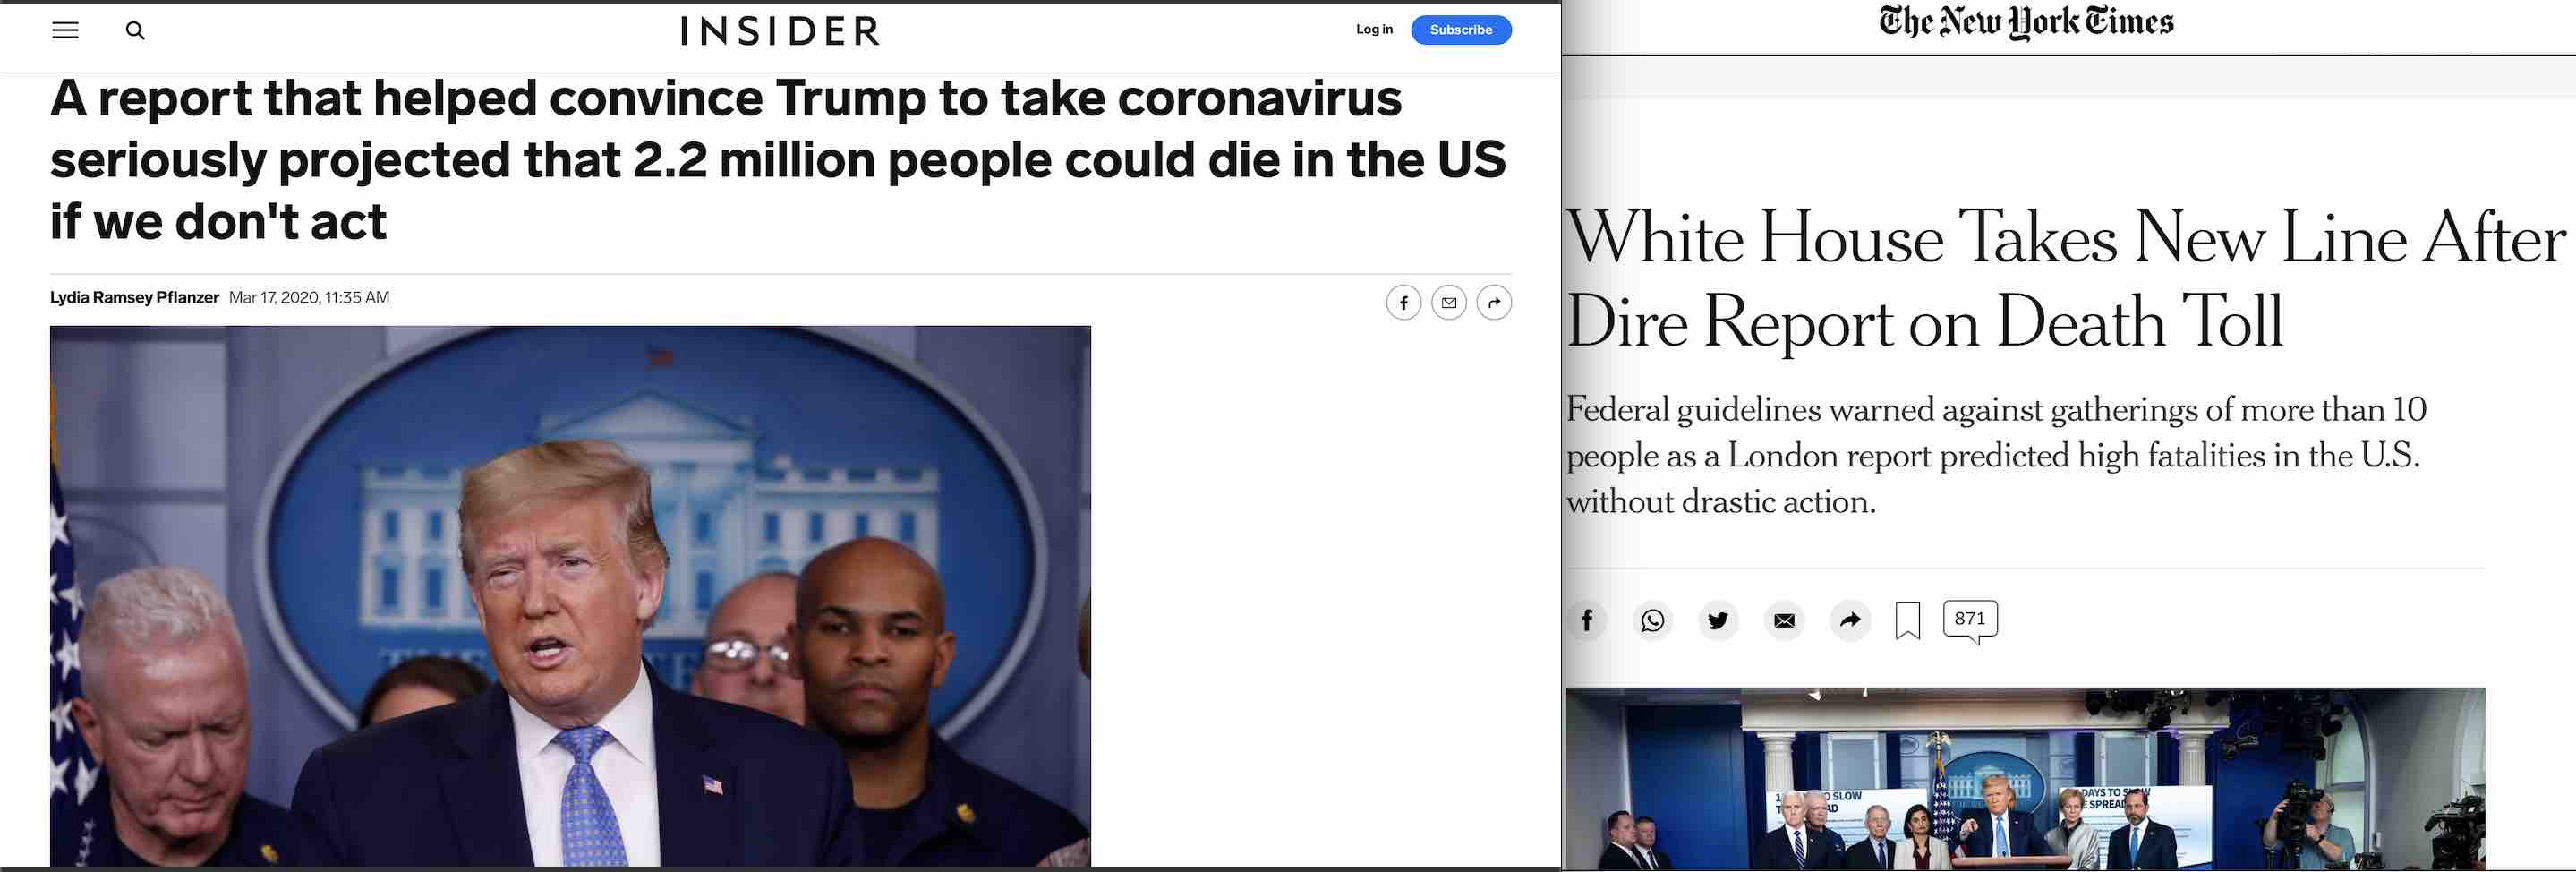 INSIDER
Log in
Subscribe
A report that helped convince Trump to take coronavirus
seriously projected that 2.2 million people could die in the US
if we don't act
Lydia Ramsey Pflanzer Mar 17, 2020, 11:35 AM
The New York Times
White House Takes New Line After
Dire Report on Death Toll
Federal guidelines warned against gatherings of more than 10
people as a London report predicted high fatalities in the U.S.
without drastic action.
871
TO SLOW
DAYS TO SLOW
SPREAD